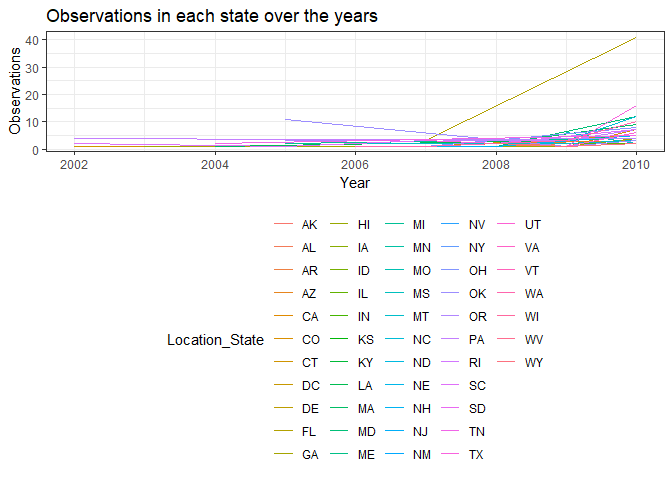 Observations in each state over the years
40
30
20
10
0
Observations
2002 2004 2006 2008 2010
Year
Location_State
AK HI MI NV UT
AL IA MN NY VA
AR ID MO OH VT
AZ IL MS OK WA
CA IN MT OR WI
CO KS NC PA WV
CT KY ND RI WY
DC LA NE SC
DE MA NH SD
FL MD NJ TN
GA ME NM TX